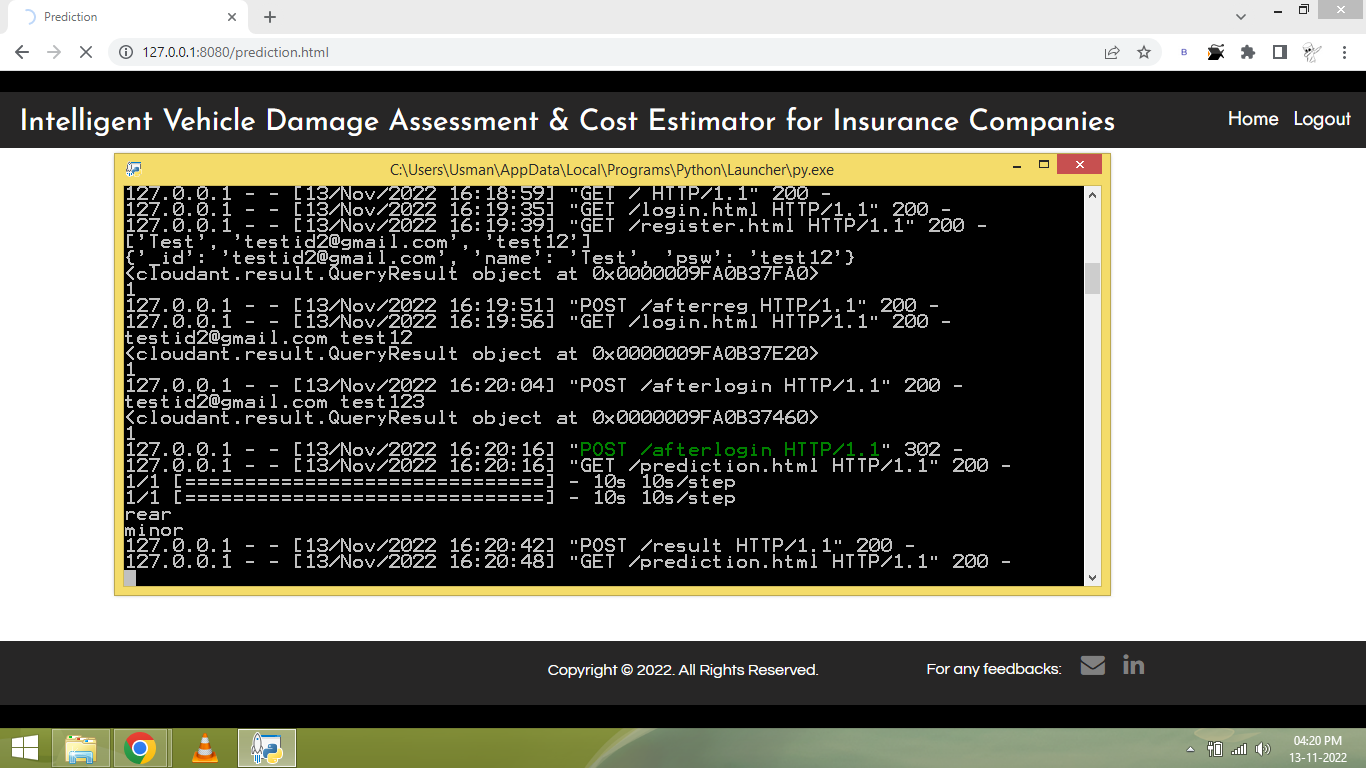 Prediction
127.0.0.1:8080/prediction.html
B
Intelligent Vehicle Damage Assessment & Cost Estimator for Insurance Companies
Home Logout
C:\Users\Usman\AppData\Local\Programs\Python\Launcher\py.exe
127.0.0.1 - - [13/Nov/2022 16:18:59] "GET / HTTP/1.1" 200 -
127.0.0.1 - - [13/Nov/2022 16:19:35] "GET /login.html HTTP/1.1" 200 -
127.0.0.1 - - [13/Nov/2022 16:19:39] "GET /register.html HTTP/1.1" 200 -
['Test', 'testid2@gmail.com', 'test12']
{'_id': 'testid2@gmail.com', 'name': 'Test', 'psw': 'test12'}
<cloudant.result.QueryResult object at 0x0000009FA0B37FA0>
1
127.0.0.1 - - [13/Nov/2022 16:19:51] "POST /afterreg HTTP/1.1" 200 -
127.0.0.1 - - [13/Nov/2022 16:19:56] "GET /login.html HTTP/1.1" 200 -
testid2@gmail.com test12
<cloudant.result.QueryResult object at 0x0000009FA0B37E20>
1
127.0.0.1 - - [13/Nov/2022 16:20:04] "POST /afterlogin HTTP/1.1" 200 -
testid2@gmail.com test123
<cloudant.result.QueryResult object at 0x0000009FA0B37460>
1
127.0.0.1 - - [13/Nov/2022 16:20:16] "POST /afterlogin HTTP/1.1" 302 -
127.0.0.1 - - [13/Nov/2022 16:20:16] "GET /prediction.html HTTP/1.1" 200 -
1/1 [==============================] - 10s 10s/step
1/1 [==============================] - 10s 10s/step
rear
minor
127.0.0.1 - - [13/Nov/2022 16:20:42] "POST /result HTTP/1.1" 200 -
127.0.0.1 - - [13/Nov/2022 16:20:48] "GET /prediction.html HTTP/1.1" 200 -
Copyright © 2022. All Rights Reserved.
For any feedbacks:
in
04:20 PM
13-11-2022